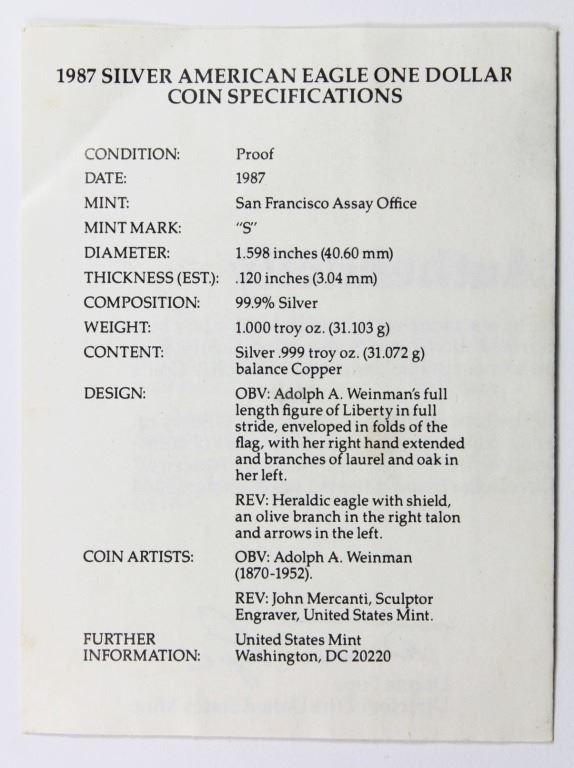 1987 SILVER AMERICAN EAGLE ONE DOLLAR
COIN SPECIFICATIONS
CONDITION: Proof
DATE: 1987
MINT: San Francisco Assay Office
MINT MARK: "S"
DIAMETER: 1.598 inches (40.60 mm)
THICKNESS (EST.): .120 inches (3.04 mm)
COMPOSITION: 99.9% Silver
WEIGHT: 1.000 troy oz. (31.103 g)
CONTENT: Silver .999 troy oz. (31.072 g)
balance Copper
DESIGN: OBV: Adolph A. Weinman's full
length figure of Liberty in full
stride, enveloped in folds of the
flag, with her right hand extended
and branches of laurel and oak in
her left.
REV: Heraldic eagle with shield,
an olive branch in the right talon
and arrows in the left.
COIN ARTISTS: OBV: Adolph A. Weinman
(1870-1952).
REV: John Mercanti, Sculptor
Engraver, United States Mint.
FURTHER United States Mint
INFORMATION: Washington, DC 20220